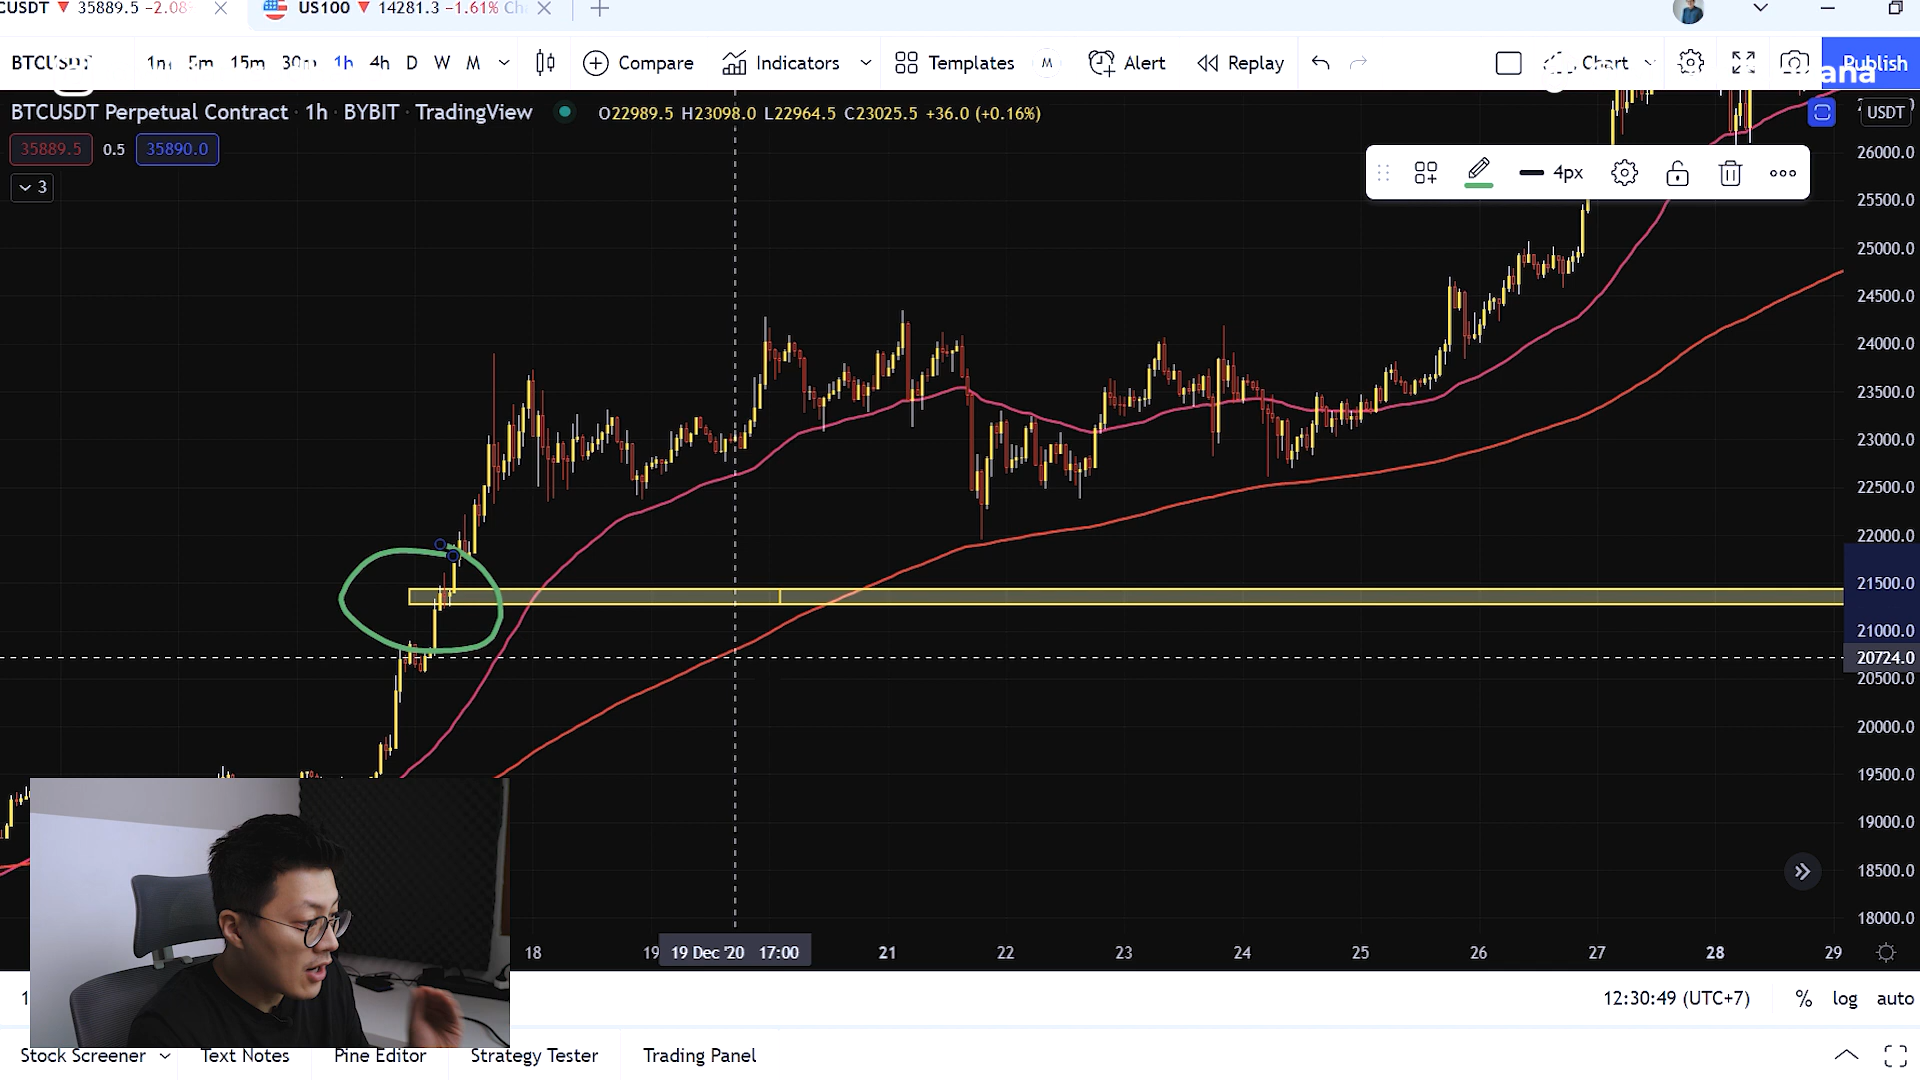 CUSDT 35889.5 -2.08
US100 14281.3 -1.61%
BTCUSDT 5m 15m 30m 1h 4h D W M Compare Indicators Templates M Alert Replay Chart Publish
BTCUSDT Perpetual Contract · 1h · BYBIT · TradingView O22989.5 H23098.0 L22964.5 C23025.5 +36.0 (+0.16%)
USDT
35889.5 0.5 35890.0
3
4px
26000.0
25500.0
25000.0
24500.0
24000.0
23500.0
23000.0
22500.0
22000.0
21500.0
21000.0
20724.0
20500.0
20000.0
19500.0
19000.0
18500.0
18000.0
18 19 19 Dec '20 17:00 21 22 23 24 25 26 27 28 29
12:30:49 (UTC+7) % log auto
Stock Screener Text Notes Pine Editor Strategy Tester Trading Panel